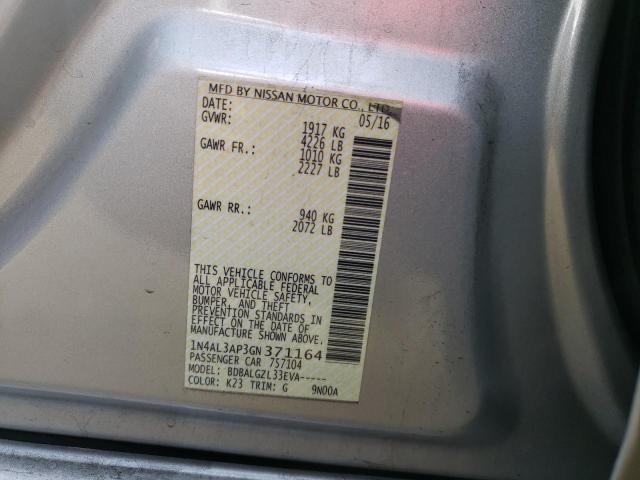 MFD BY NISSAN MOTOR CO., LTD.
DATE: 05/16
GVWR: 1917 KG
4226 LB
GAWR FR.: 1010 KG
2227 LB
GAWR RR.: 940 KG
2072 LB
THIS VEHICLE CONFORMS TO
ALL APPLICABLE FEDERAL
MOTOR VEHICLE SAFETY,
BUMPER, AND THEFT
PREVENTION STANDARDS IN
EFFECT ON THE DATE OF
MANUFACTURE SHOWN ABOVE.
1N4AL3AP3GN371164
PASSENGER CAR 757104
MODEL: BDBALGZL33EVA-----
COLOR: K23 TRIM: G 9N00A